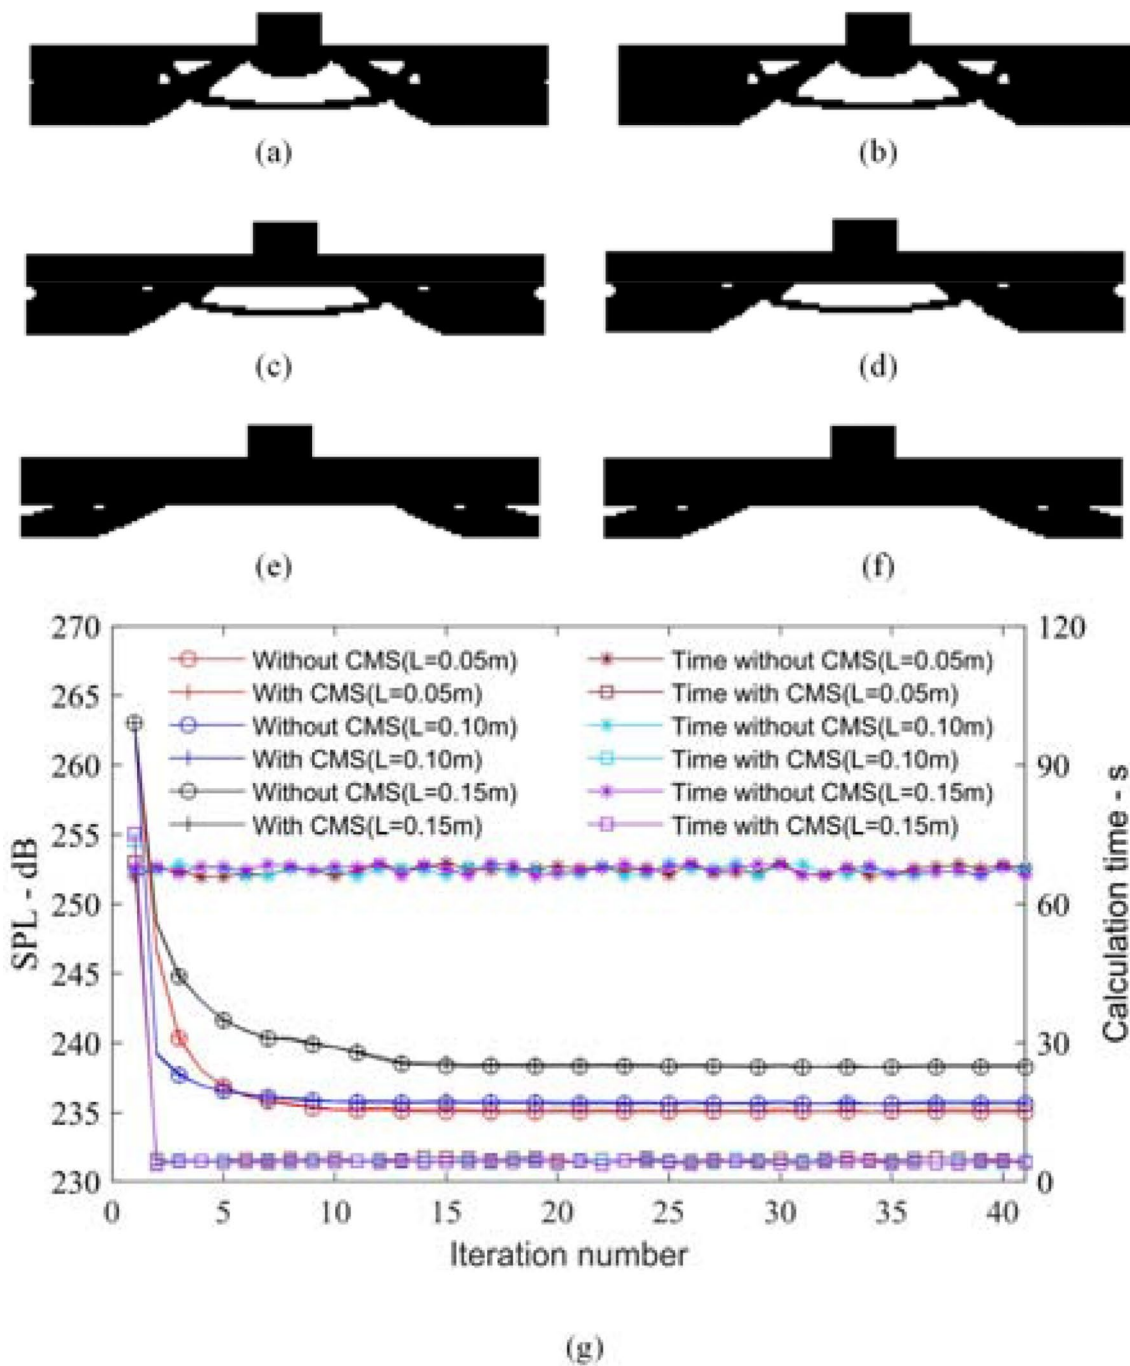 (a) (b)
(c) (d)
(e) (f)
270 120
265
260 90
255
250 60
245
240 30
235
230 0
SPL - dB
Calculation time - s
Without CMS(L=0.05m) Time without CMS(L=0.05m)
With CMS(L=0.05m) Time with CMS(L=0.05m)
Without CMS(L=0.10m) Time without CMS(L=0.10m)
With CMS(L=0.10m) Time with CMS(L=0.10m)
Without CMS(L=0.15m) Time without CMS(L=0.15m)
With CMS(L=0.15m) Time with CMS(L=0.15m)
0 5 10 15 20 25 30 35 40
Iteration number
(g)